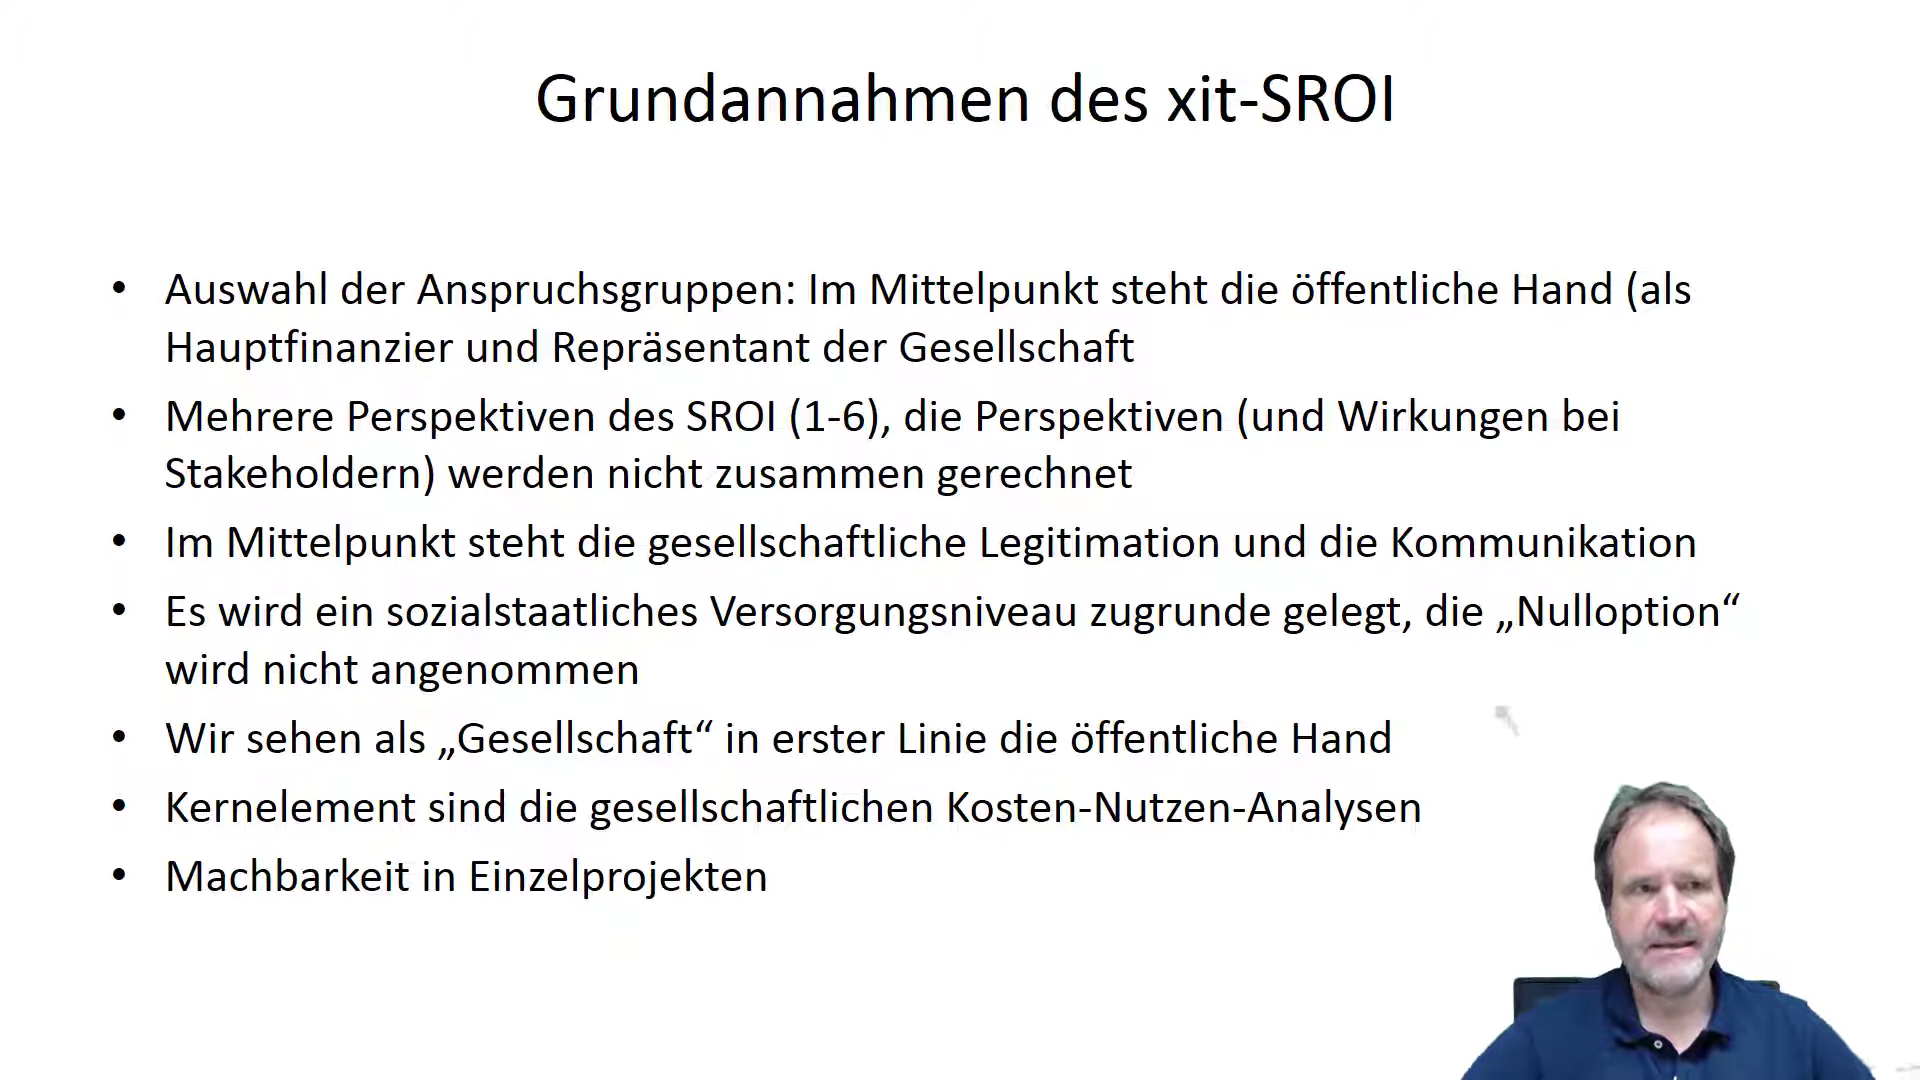 Grundannahmen des xit-SROI
• Auswahl der Anspruchsgruppen: Im Mittelpunkt steht die öffentliche Hand (als
Hauptfinanzier und Repräsentant der Gesellschaft
• Mehrere Perspektiven des SROI (1-6), die Perspektiven (und Wirkungen bei
Stakeholdern) werden nicht zusammen gerechnet
• Im Mittelpunkt steht die gesellschaftliche Legitimation und die Kommunikation
• Es wird ein sozialstaatliches Versorgungsniveau zugrunde gelegt, die „Nulloption“
wird nicht angenommen
• Wir sehen als „Gesellschaft“ in erster Linie die öffentliche Hand
• Kernelement sind die gesellschaftlichen Kosten-Nutzen-Analysen
• Machbarkeit in Einzelprojekten